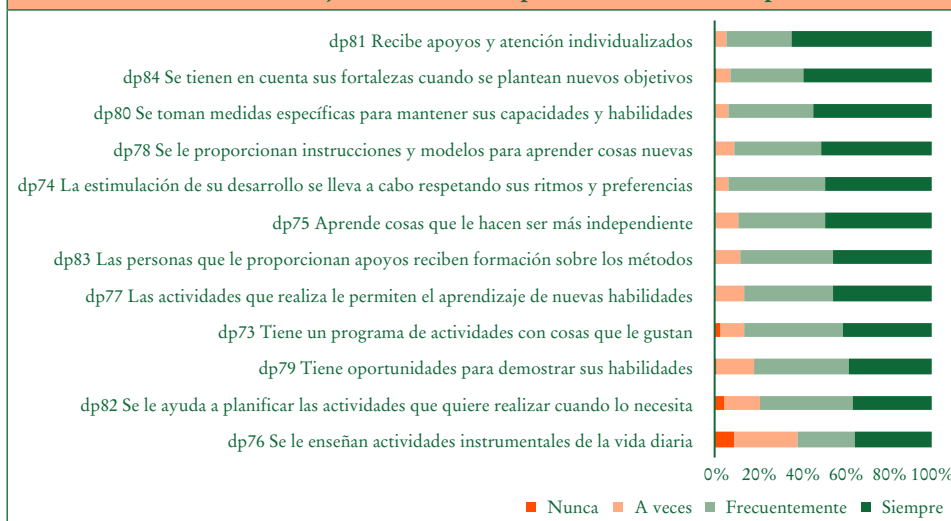 dp81 Recibe apoyos y atención individualizados
dp84 Se tienen en cuenta sus fortalezas cuando se plantean nuevos objetivos
dp80 Se toman medidas específicas para mantener sus capacidades y habilidades
dp78 Se le proporcionan instrucciones y modelos para aprender cosas nuevas
dp74 La estimulación de su desarrollo se lleva a cabo respetando sus ritmos y preferencias
dp75 Aprende cosas que le hacen ser más independiente
dp83 Las personas que le proporcionan apoyos reciben formación sobre los métodos
dp77 Las actividades que realiza le permiten el aprendizaje de nuevas habilidades
dp73 Tiene un programa de actividades con cosas que le gustan
dp79 Tiene oportunidades para demostrar sus habilidades
dp82 Se le ayuda a planificar las actividades que quiere realizar cuando lo necesita
dp76 Se le enseñan actividades instrumentales de la vida diaria
0% 20% 40% 60% 80% 100%
Nunca A veces Frecuentemente Siempre